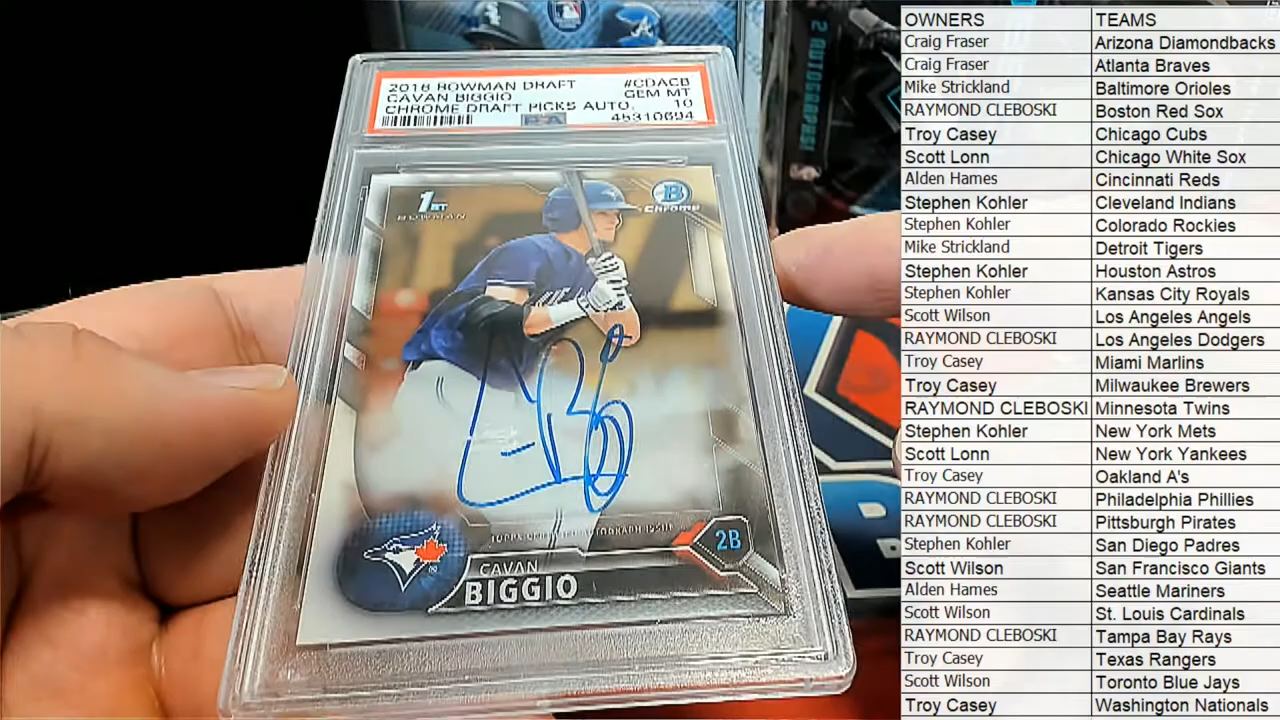 2016 BOWMAN DRAFT #CDACB
CAVAN BIGGIO GEM MT
CHROME DRAFT PICKS AUTO. 10
45310694
PSA
1ST
BOWMAN
B
Chrome
TOPPS CERTIFIED AUTOGRAPH ISSUE
2B
CAVAN
BIGGIO
2 AUTOGRAPHS!
OWNERS TEAMS
Craig Fraser Arizona Diamondbacks
Craig Fraser Atlanta Braves
Mike Strickland Baltimore Orioles
RAYMOND CLEBOSKI Boston Red Sox
Troy Casey Chicago Cubs
Scott Lonn Chicago White Sox
Alden Hames Cincinnati Reds
Stephen Kohler Cleveland Indians
Stephen Kohler Colorado Rockies
Mike Strickland Detroit Tigers
Stephen Kohler Houston Astros
Stephen Kohler Kansas City Royals
Scott Wilson Los Angeles Angels
RAYMOND CLEBOSKI Los Angeles Dodgers
Troy Casey Miami Marlins
Troy Casey Milwaukee Brewers
RAYMOND CLEBOSKI Minnesota Twins
Stephen Kohler New York Mets
Scott Lonn New York Yankees
Troy Casey Oakland A's
RAYMOND CLEBOSKI Philadelphia Phillies
RAYMOND CLEBOSKI Pittsburgh Pirates
Stephen Kohler San Diego Padres
Scott Wilson San Francisco Giants
Alden Hames Seattle Mariners
Scott Wilson St. Louis Cardinals
RAYMOND CLEBOSKI Tampa Bay Rays
Troy Casey Texas Rangers
Scott Wilson Toronto Blue Jays
Troy Casey Washington Nationals